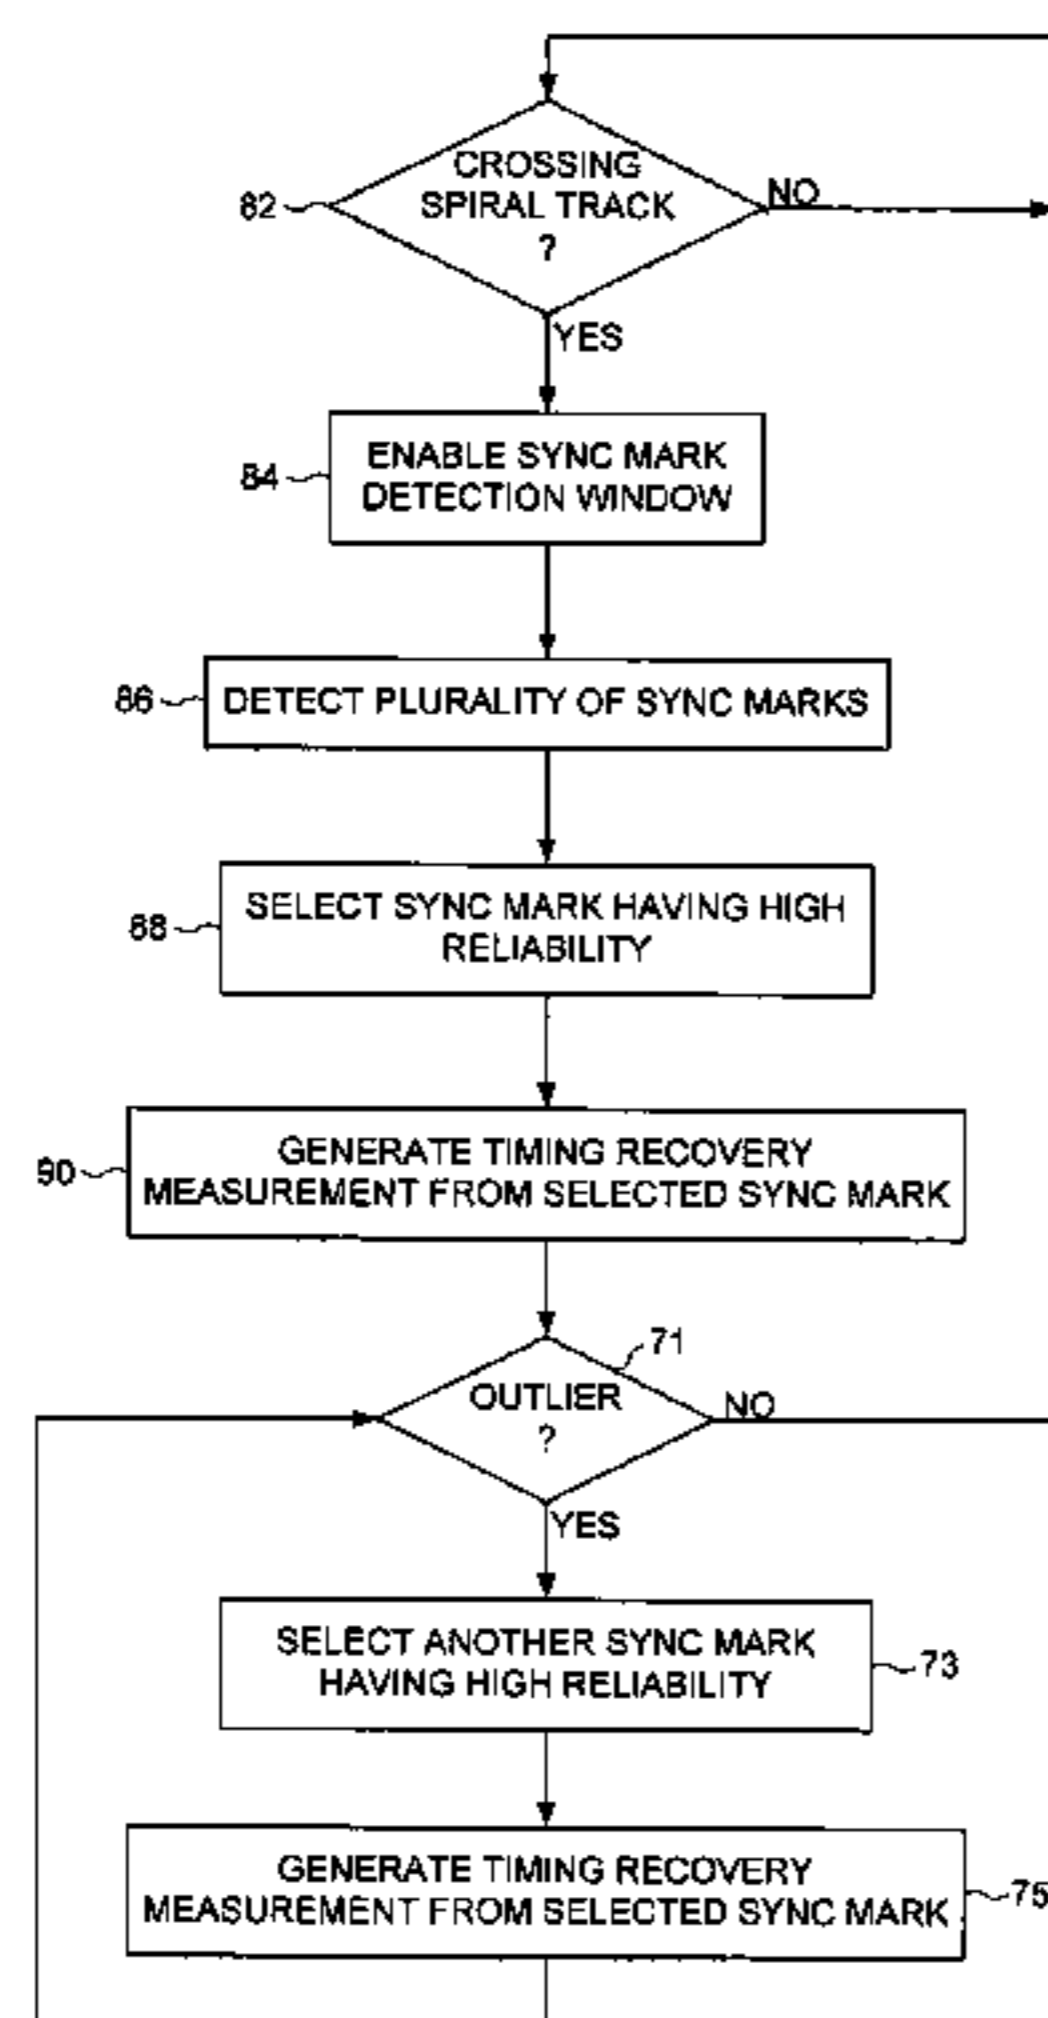 CROSSING
SPIRAL TRACK
?
82
NO
YES
ENABLE SYNC MARK
DETECTION WINDOW
84
86
DETECT PLURALITY OF SYNC MARKS
SELECT SYNC MARK HAVING HIGH
RELIABILITY
88
GENERATE TIMING RECOVERY
MEASUREMENT FROM SELECTED SYNC MARK
90
71
OUTLIER
?
NO
YES
SELECT ANOTHER SYNC MARK
HAVING HIGH RELIABILITY
73
GENERATE TIMING RECOVERY
MEASUREMENT FROM SELECTED SYNC MARK
75